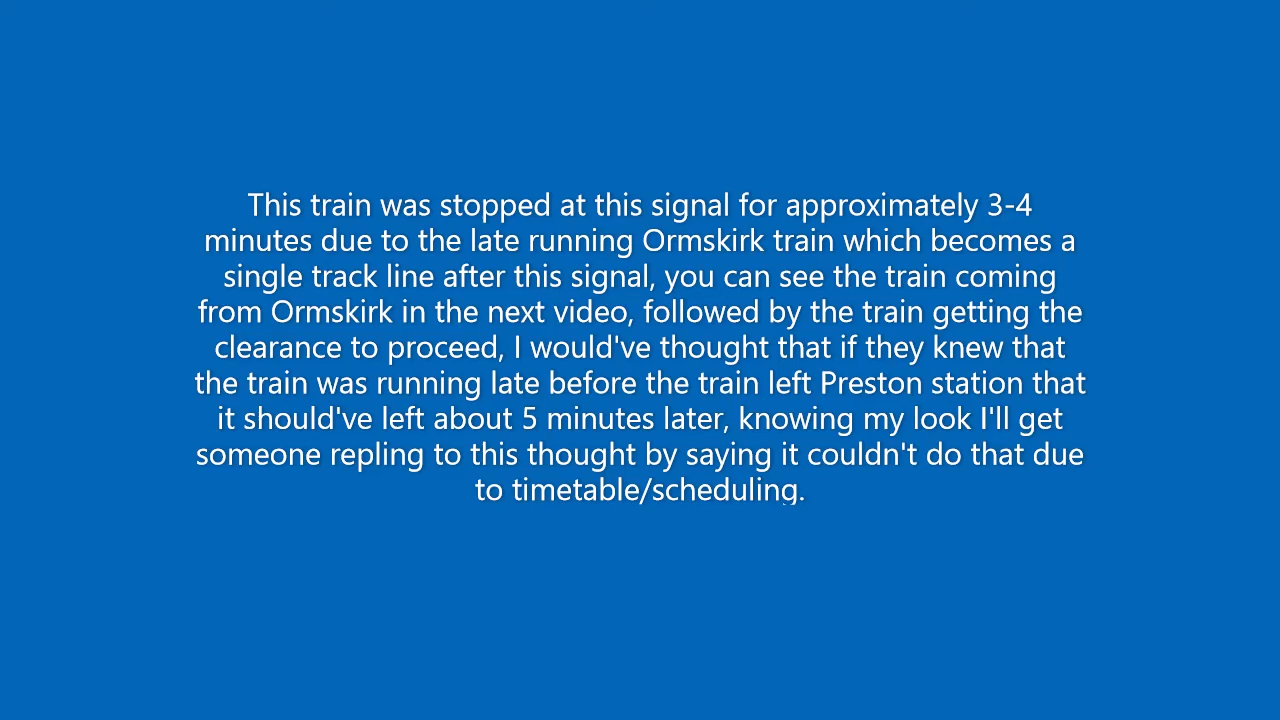 This train was stopped at this signal for approximately 3-4
minutes due to the late running Ormskirk train which becomes a
single track line after this signal, you can see the train coming
from Ormskirk in the next video, followed by the train getting the
clearance to proceed, I would've thought that if they knew that
the train was running late before the train left Preston station that
it should've left about 5 minutes later, knowing my look I'll get
someone repling to this thought by saying it couldn't do that due
to timetable/scheduling.